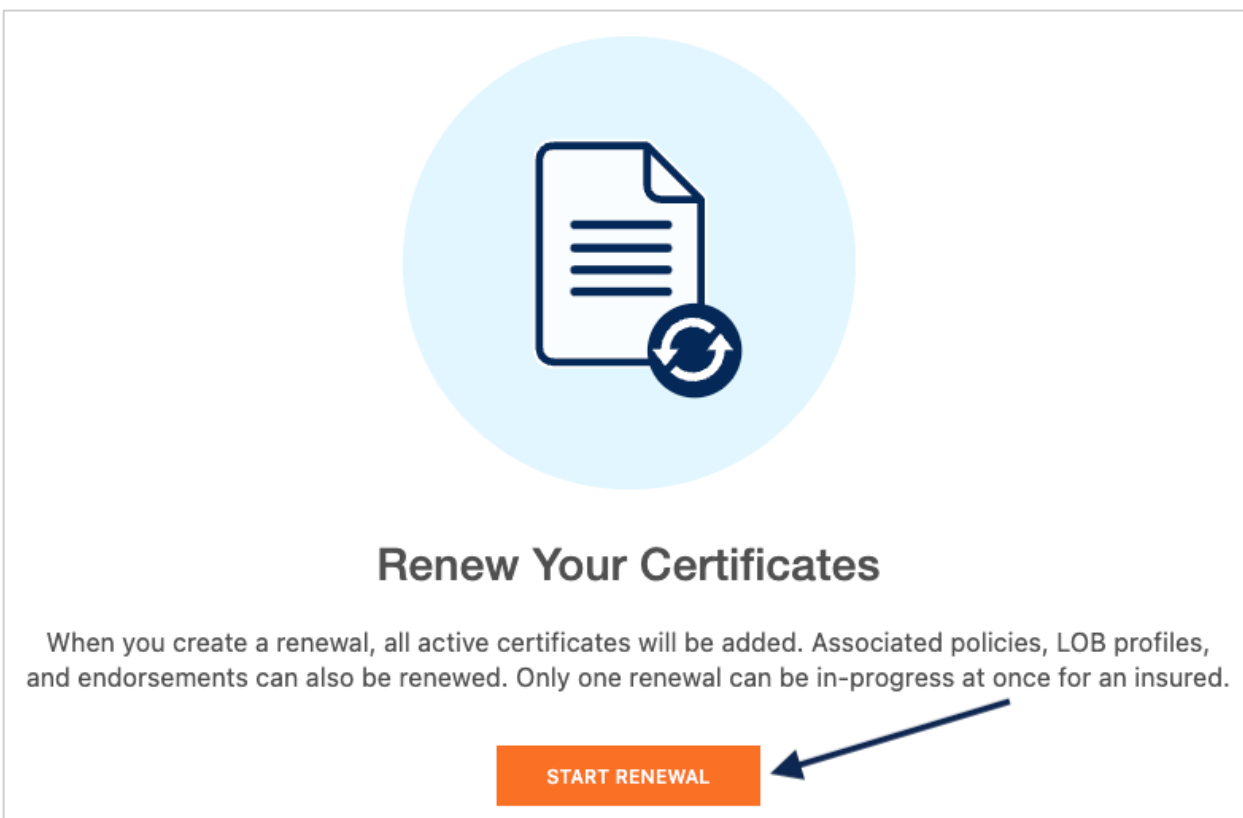 Renew Your Certificates
When you create a renewal, all active certificates will be added. Associated policies, LOB profiles,
and endorsements can also be renewed. Only one renewal can be in-progress at once for an insured.
START RENEWAL